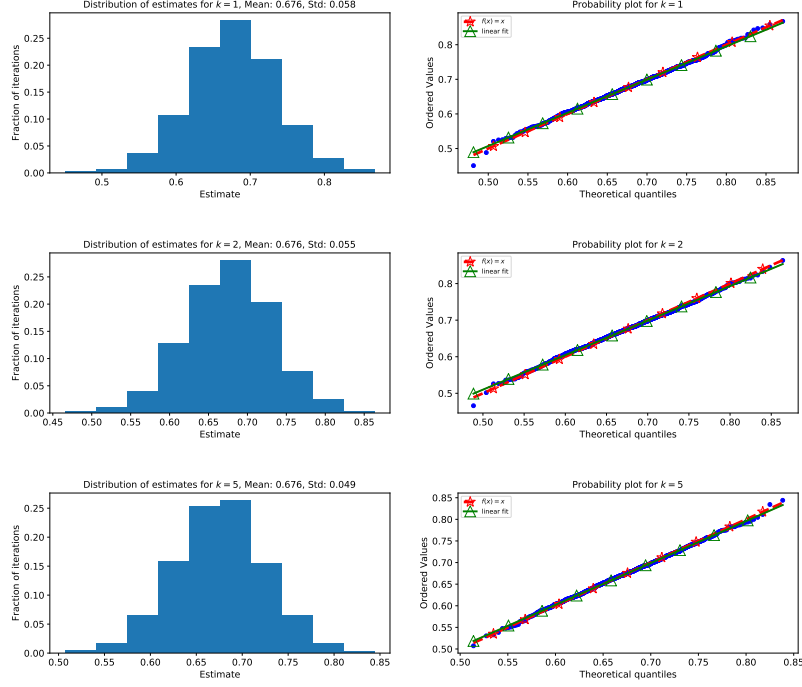 Distribution of estimates for k = 1, Mean: 0.676, Std: 0.058
Fraction of iterations
0.25
0.20
0.15
0.10
0.05
0.00
0.5 0.6 0.7 0.8
Estimate
Probability plot for k = 1
f(x) = x
linear fit
Ordered Values
0.8
0.7
0.6
0.5
0.50 0.55 0.60 0.65 0.70 0.75 0.80 0.85
Theoretical quantiles
Distribution of estimates for k = 2, Mean: 0.676, Std: 0.055
Fraction of iterations
0.25
0.20
0.15
0.10
0.05
0.00
0.45 0.50 0.55 0.60 0.65 0.70 0.75 0.80 0.85
Estimate
Probability plot for k = 2
f(x) = x
linear fit
Ordered Values
0.8
0.7
0.6
0.5
0.50 0.55 0.60 0.65 0.70 0.75 0.80 0.85
Theoretical quantiles
Distribution of estimates for k = 5, Mean: 0.676, Std: 0.049
Fraction of iterations
0.25
0.20
0.15
0.10
0.05
0.00
0.50 0.55 0.60 0.65 0.70 0.75 0.80 0.85
Estimate
Probability plot for k = 5
f(x) = x
linear fit
Ordered Values
0.85
0.80
0.75
0.70
0.65
0.60
0.55
0.50
0.50 0.55 0.60 0.65 0.70 0.75 0.80 0.85
Theoretical quantiles